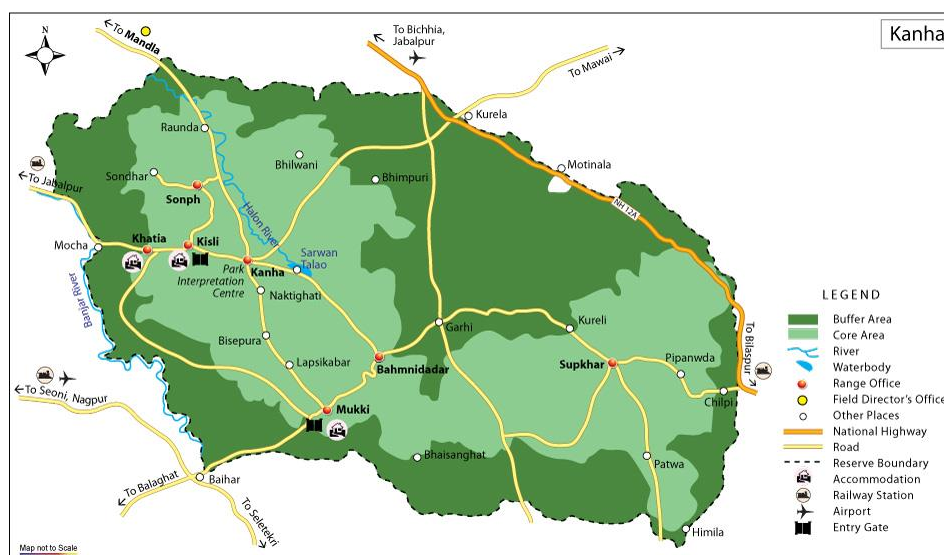 Kanha
N
To Mandla
To Bichhia,
Jabalpur
To Mawai
Kurela
Raunda
Bhilwani
Motinala
Sondhar
Bhimpuri
To Jabalpur
Sonph
NH 12A
Halon River
Mocha
Khatia
Kisli
Sarwan
Talao
Park
Interpretation
Centre
Kanha
Naktighati
Banjar River
Bisepura
Garhi
Kureli
To Bilaspur
Lapsikabar
Bahmnidadar
Supkhar
Pipanwda
To Seoni, Nagpur
Mukki
Chilpi
Bhaisanghat
Patwa
Baihar
To Balaghat
To Seletekri
Himila
Map not to Scale
LEGEND
Buffer Area
Core Area
River
Waterbody
Range Office
Field Director's Office
Other Places
National Highway
Road
Reserve Boundary
Accommodation
Railway Station
Airport
Entry Gate